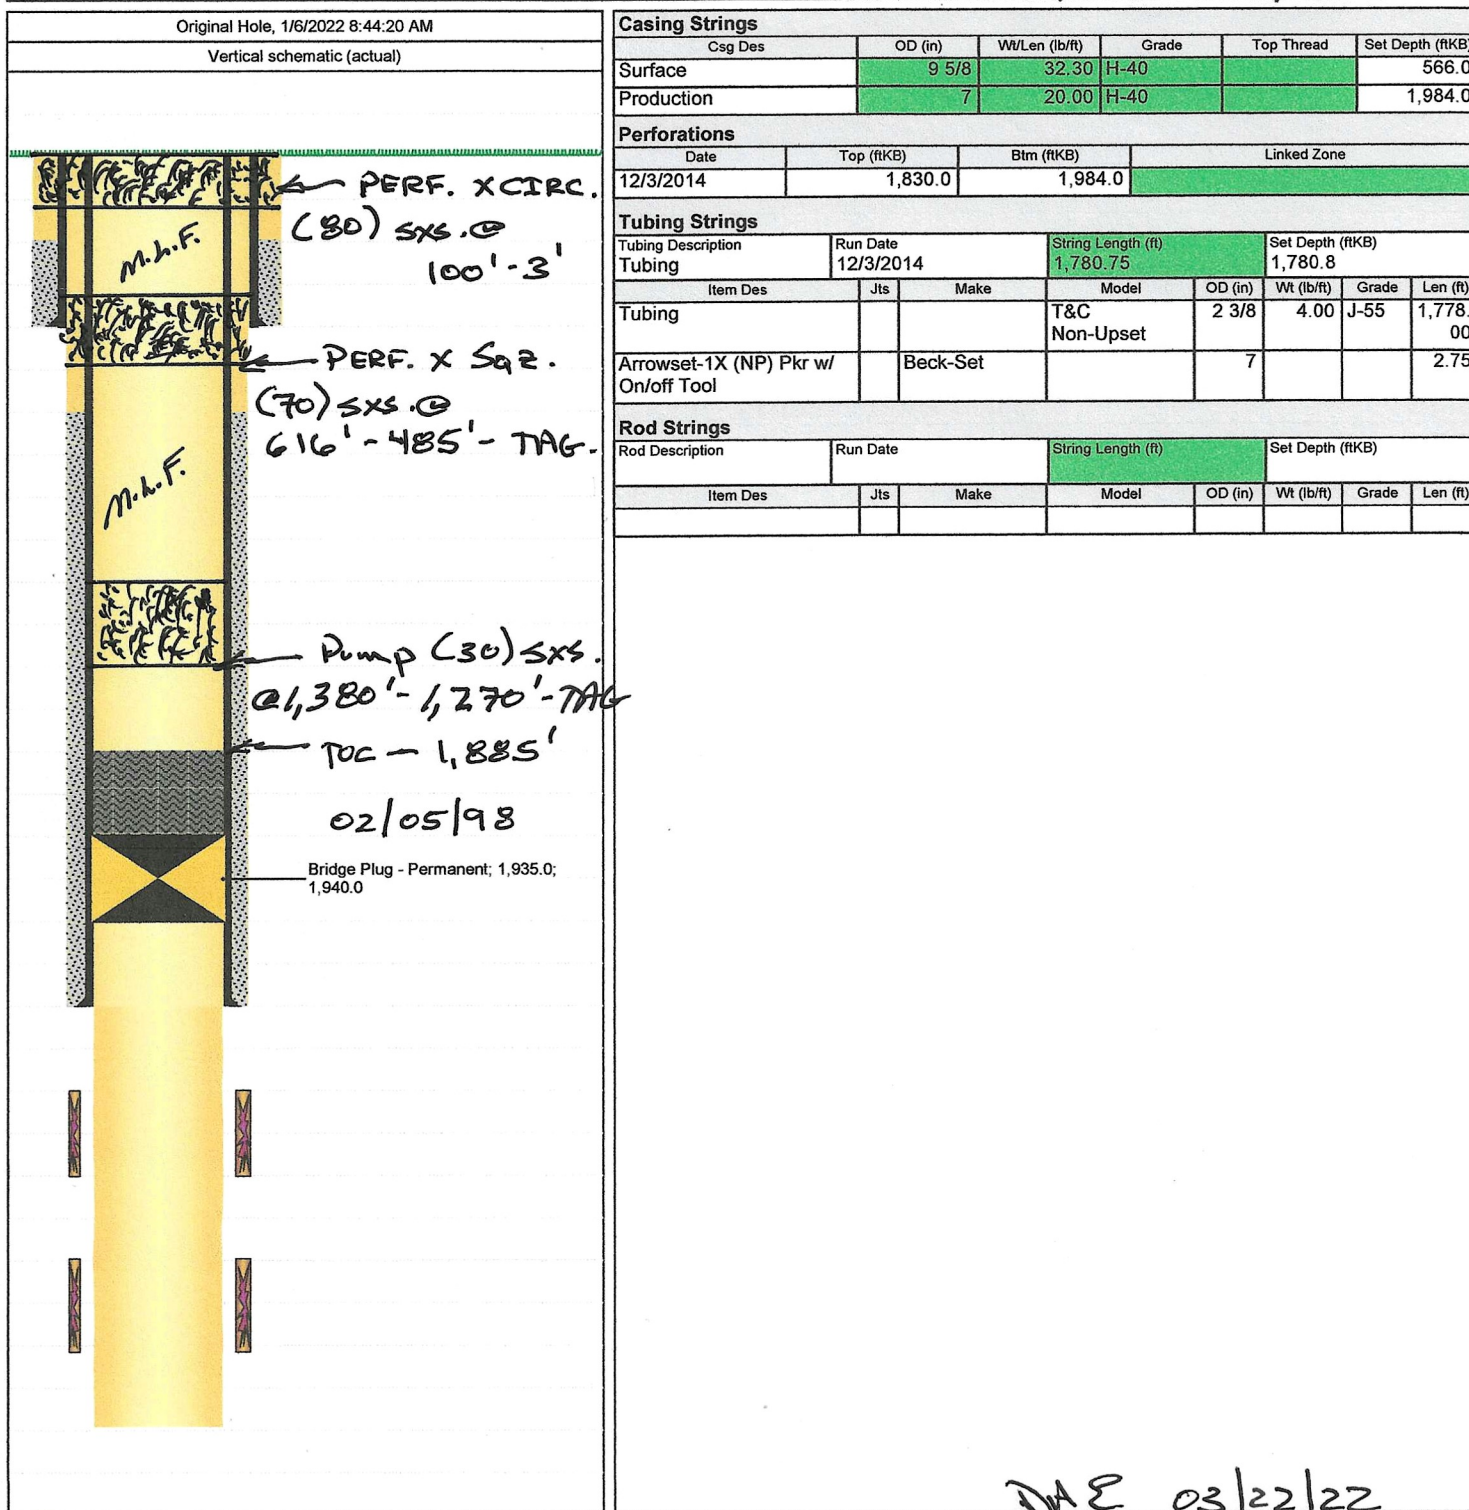 Original Hole, 1/6/2022 8:44:20 AM
Vertical schematic (actual)
PERF. X CIRC.
(80) sxs. @
100' - 3'
M.L.F.
PERF. X SQZ.
(70) sxs. @
616' - 485' - TAG.
M.L.F.
Pump (30) sxs.
@1,380' - 1,270' - TAG
TOC — 1,885'
02/05/98
Bridge Plug - Permanent; 1,935.0;
1,940.0
Casing Strings
Csg Des OD (in) Wt/Len (lb/ft) Grade Top Thread Set Depth (ftKB)
Surface 9 5/8 32.30 H-40 566.0
Production 7 20.00 H-40 1,984.0
Perforations
Date Top (ftKB) Btm (ftKB) Linked Zone
12/3/2014 1,830.0 1,984.0
Tubing Strings
Tubing Description Run Date String Length (ft) Set Depth (ftKB)
Tubing 12/3/2014 1,780.75 1,780.8
Item Des Jts Make Model OD (in) Wt (lb/ft) Grade Len (ft)
Tubing T&C 2 3/8 4.00 J-55 1,778.
Non-Upset 00
Arrowset-1X (NP) Pkr w/ Beck-Set 7 2.75
On/off Tool
Rod Strings
Rod Description Run Date String Length (ft) Set Depth (ftKB)
Item Des Jts Make Model OD (in) Wt (lb/ft) Grade Len (ft)
DAE 03/22/22